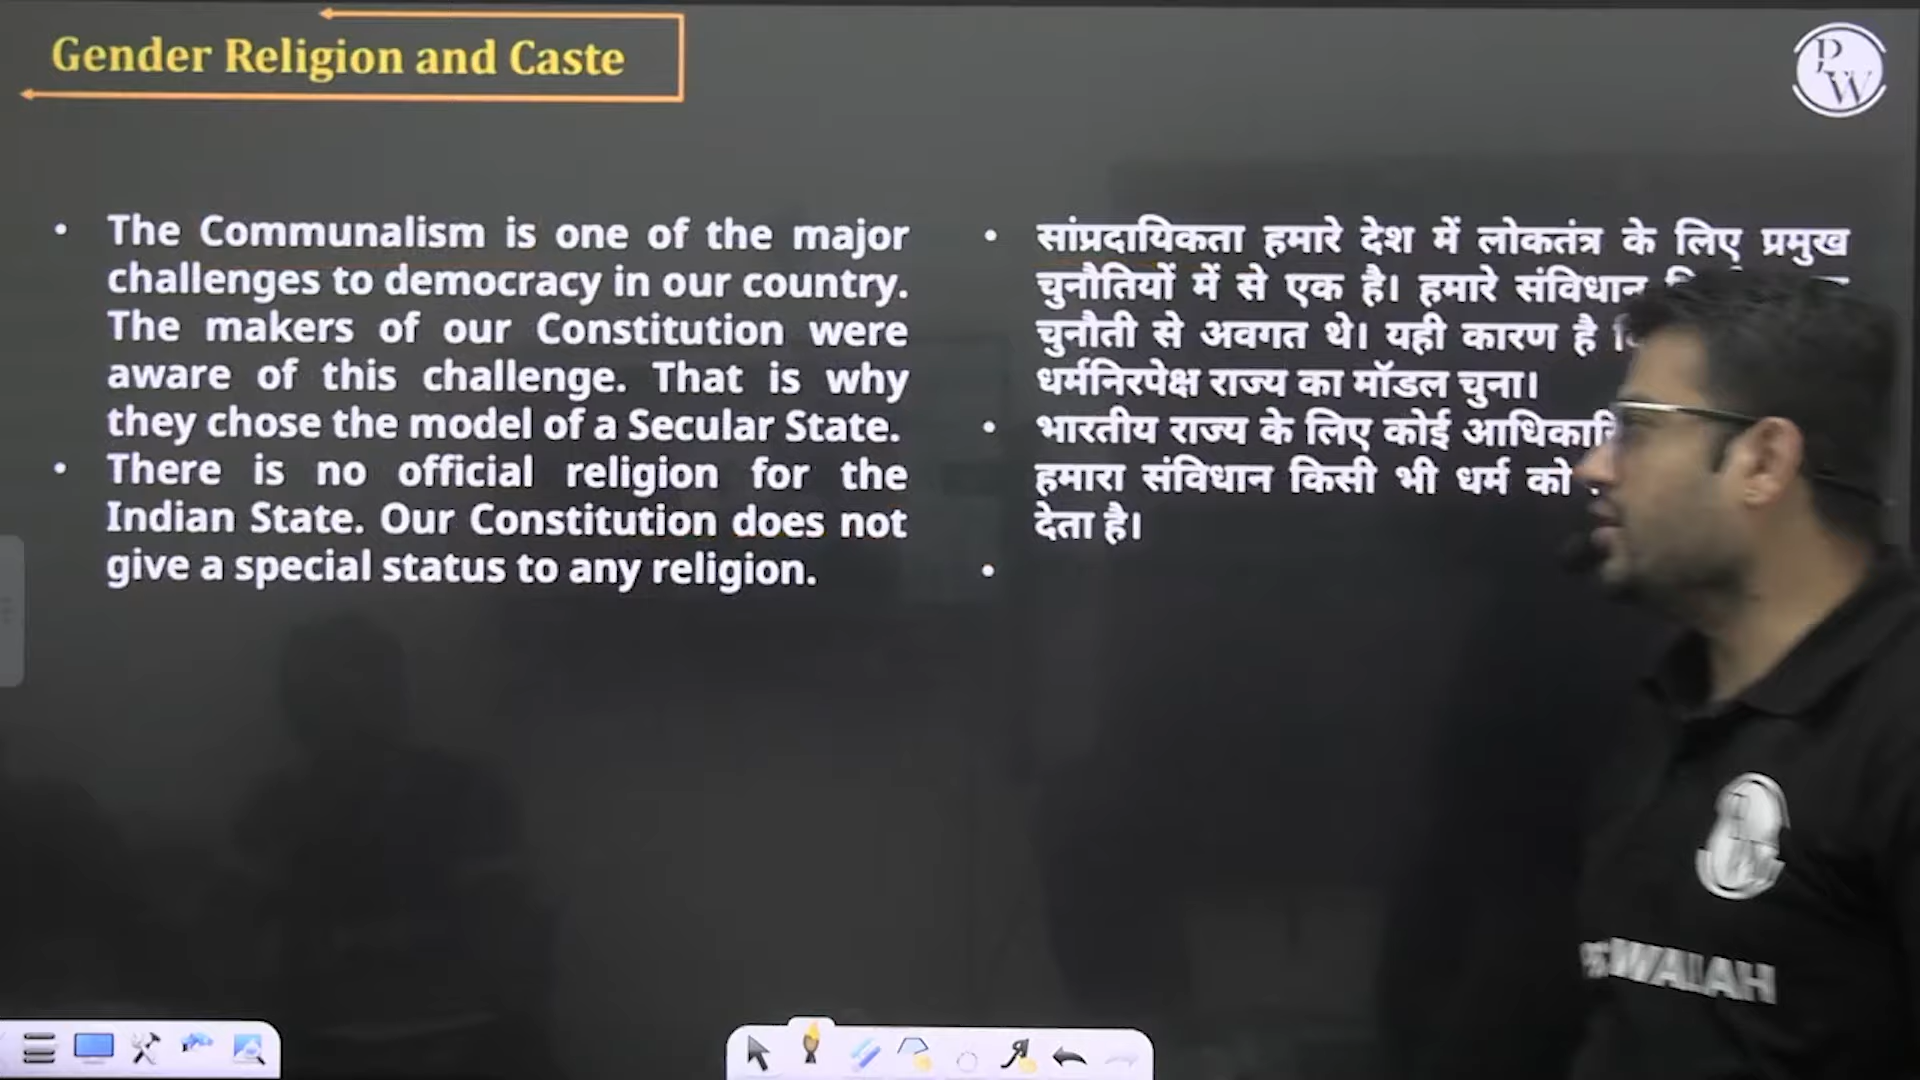 Gender Religion and Caste
PW
• The Communalism is one of the major
challenges to democracy in our country.
The makers of our Constitution were
aware of this challenge. That is why
they chose the model of a Secular State.
• There is no official religion for the
Indian State. Our Constitution does not
give a special status to any religion.
• सांप्रदायिकता हमारे देश में लोकतंत्र के लिए प्रमुख
चुनौतियों में से एक है। हमारे संविधान
चुनौती से अवगत थे। यही कारण है
धर्मनिरपेक्ष राज्य का मॉडल चुना।
• भारतीय राज्य के लिए कोई
हमारा संविधान किसी भी धर्म को
देता है।
•
WALLAH